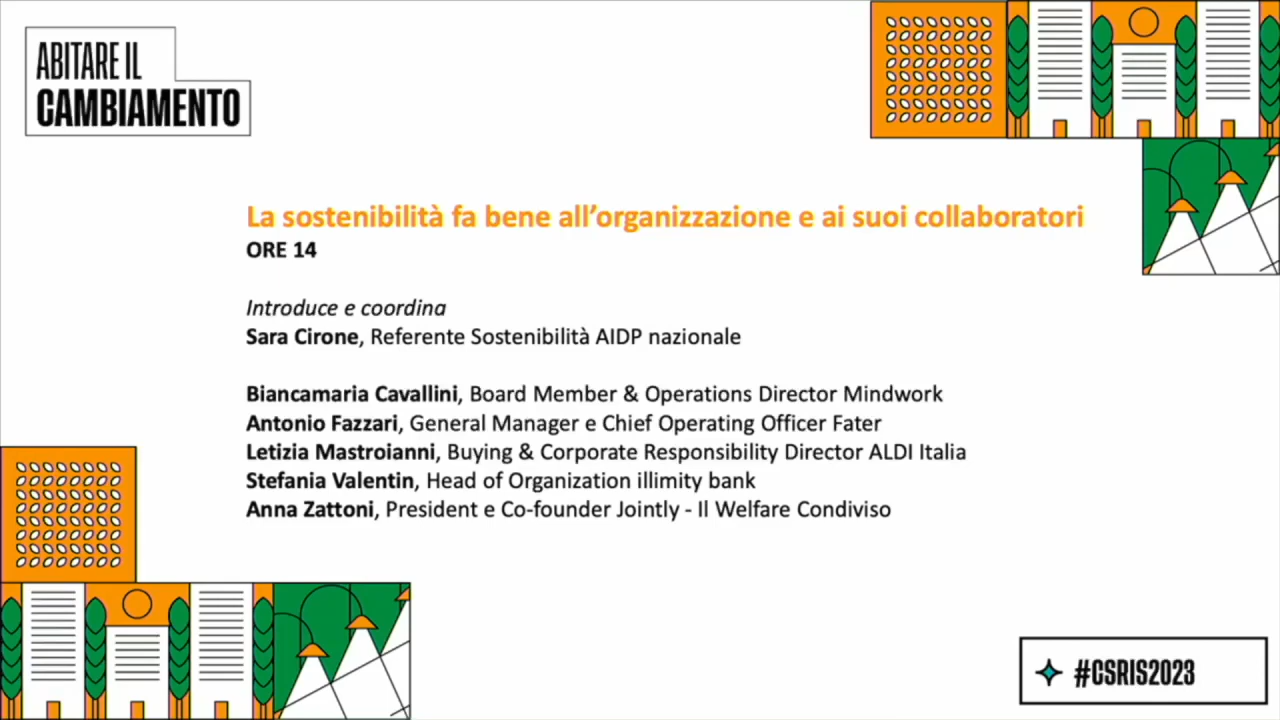 ABITARE IL
CAMBIAMENTO
La sostenibilità fa bene all’organizzazione e ai suoi collaboratori
ORE 14
Introduce e coordina
Sara Cirone, Referente Sostenibilità AIDP nazionale
Biancamaria Cavallini, Board Member & Operations Director Mindwork
Antonio Fazzari, General Manager e Chief Operating Officer Fater
Letizia Mastroianni, Buying & Corporate Responsibility Director ALDI Italia
Stefania Valentin, Head of Organization illimity bank
Anna Zattoni, President e Co-founder Jointly - Il Welfare Condiviso
#CSRIS2023